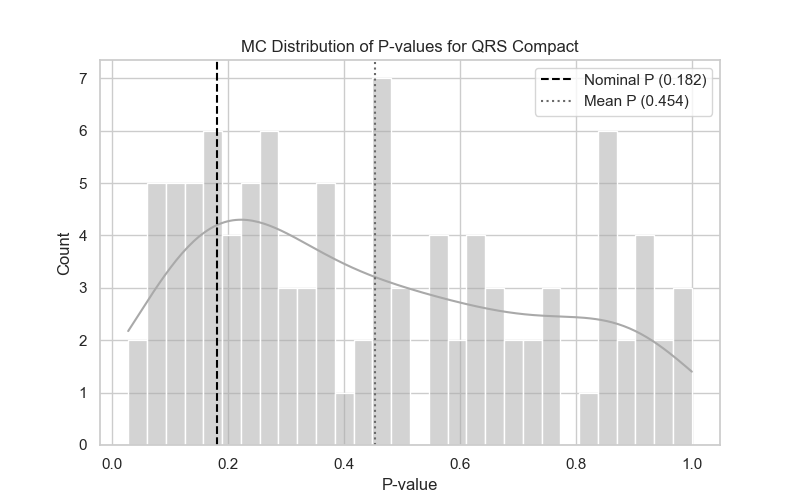 MC Distribution of P-values for QRS Compact
Nominal P (0.182)
Mean P (0.454)
7
6
5
4
3
2
1
0
Count
0.0 0.2 0.4 0.6 0.8 1.0
P-value